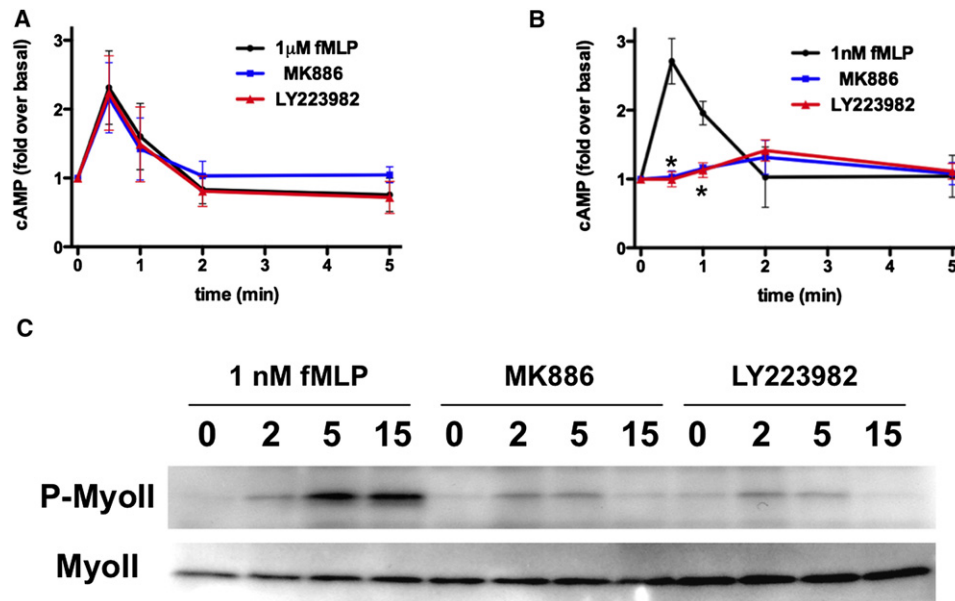 A
cAMP (fold over basal)
3
2
1
0
1µM fMLP
MK886
LY223982
0 1 2 3 4 5
time (min)
B
cAMP (fold over basal)
3
2
1
0
1nM fMLP
MK886
LY223982
*
*
0 1 2 3 4 5
time (min)
C
1 nM fMLP MK886 LY223982
0 2 5 15 0 2 5 15 0 2 5 15
P-MyoII
MyoII